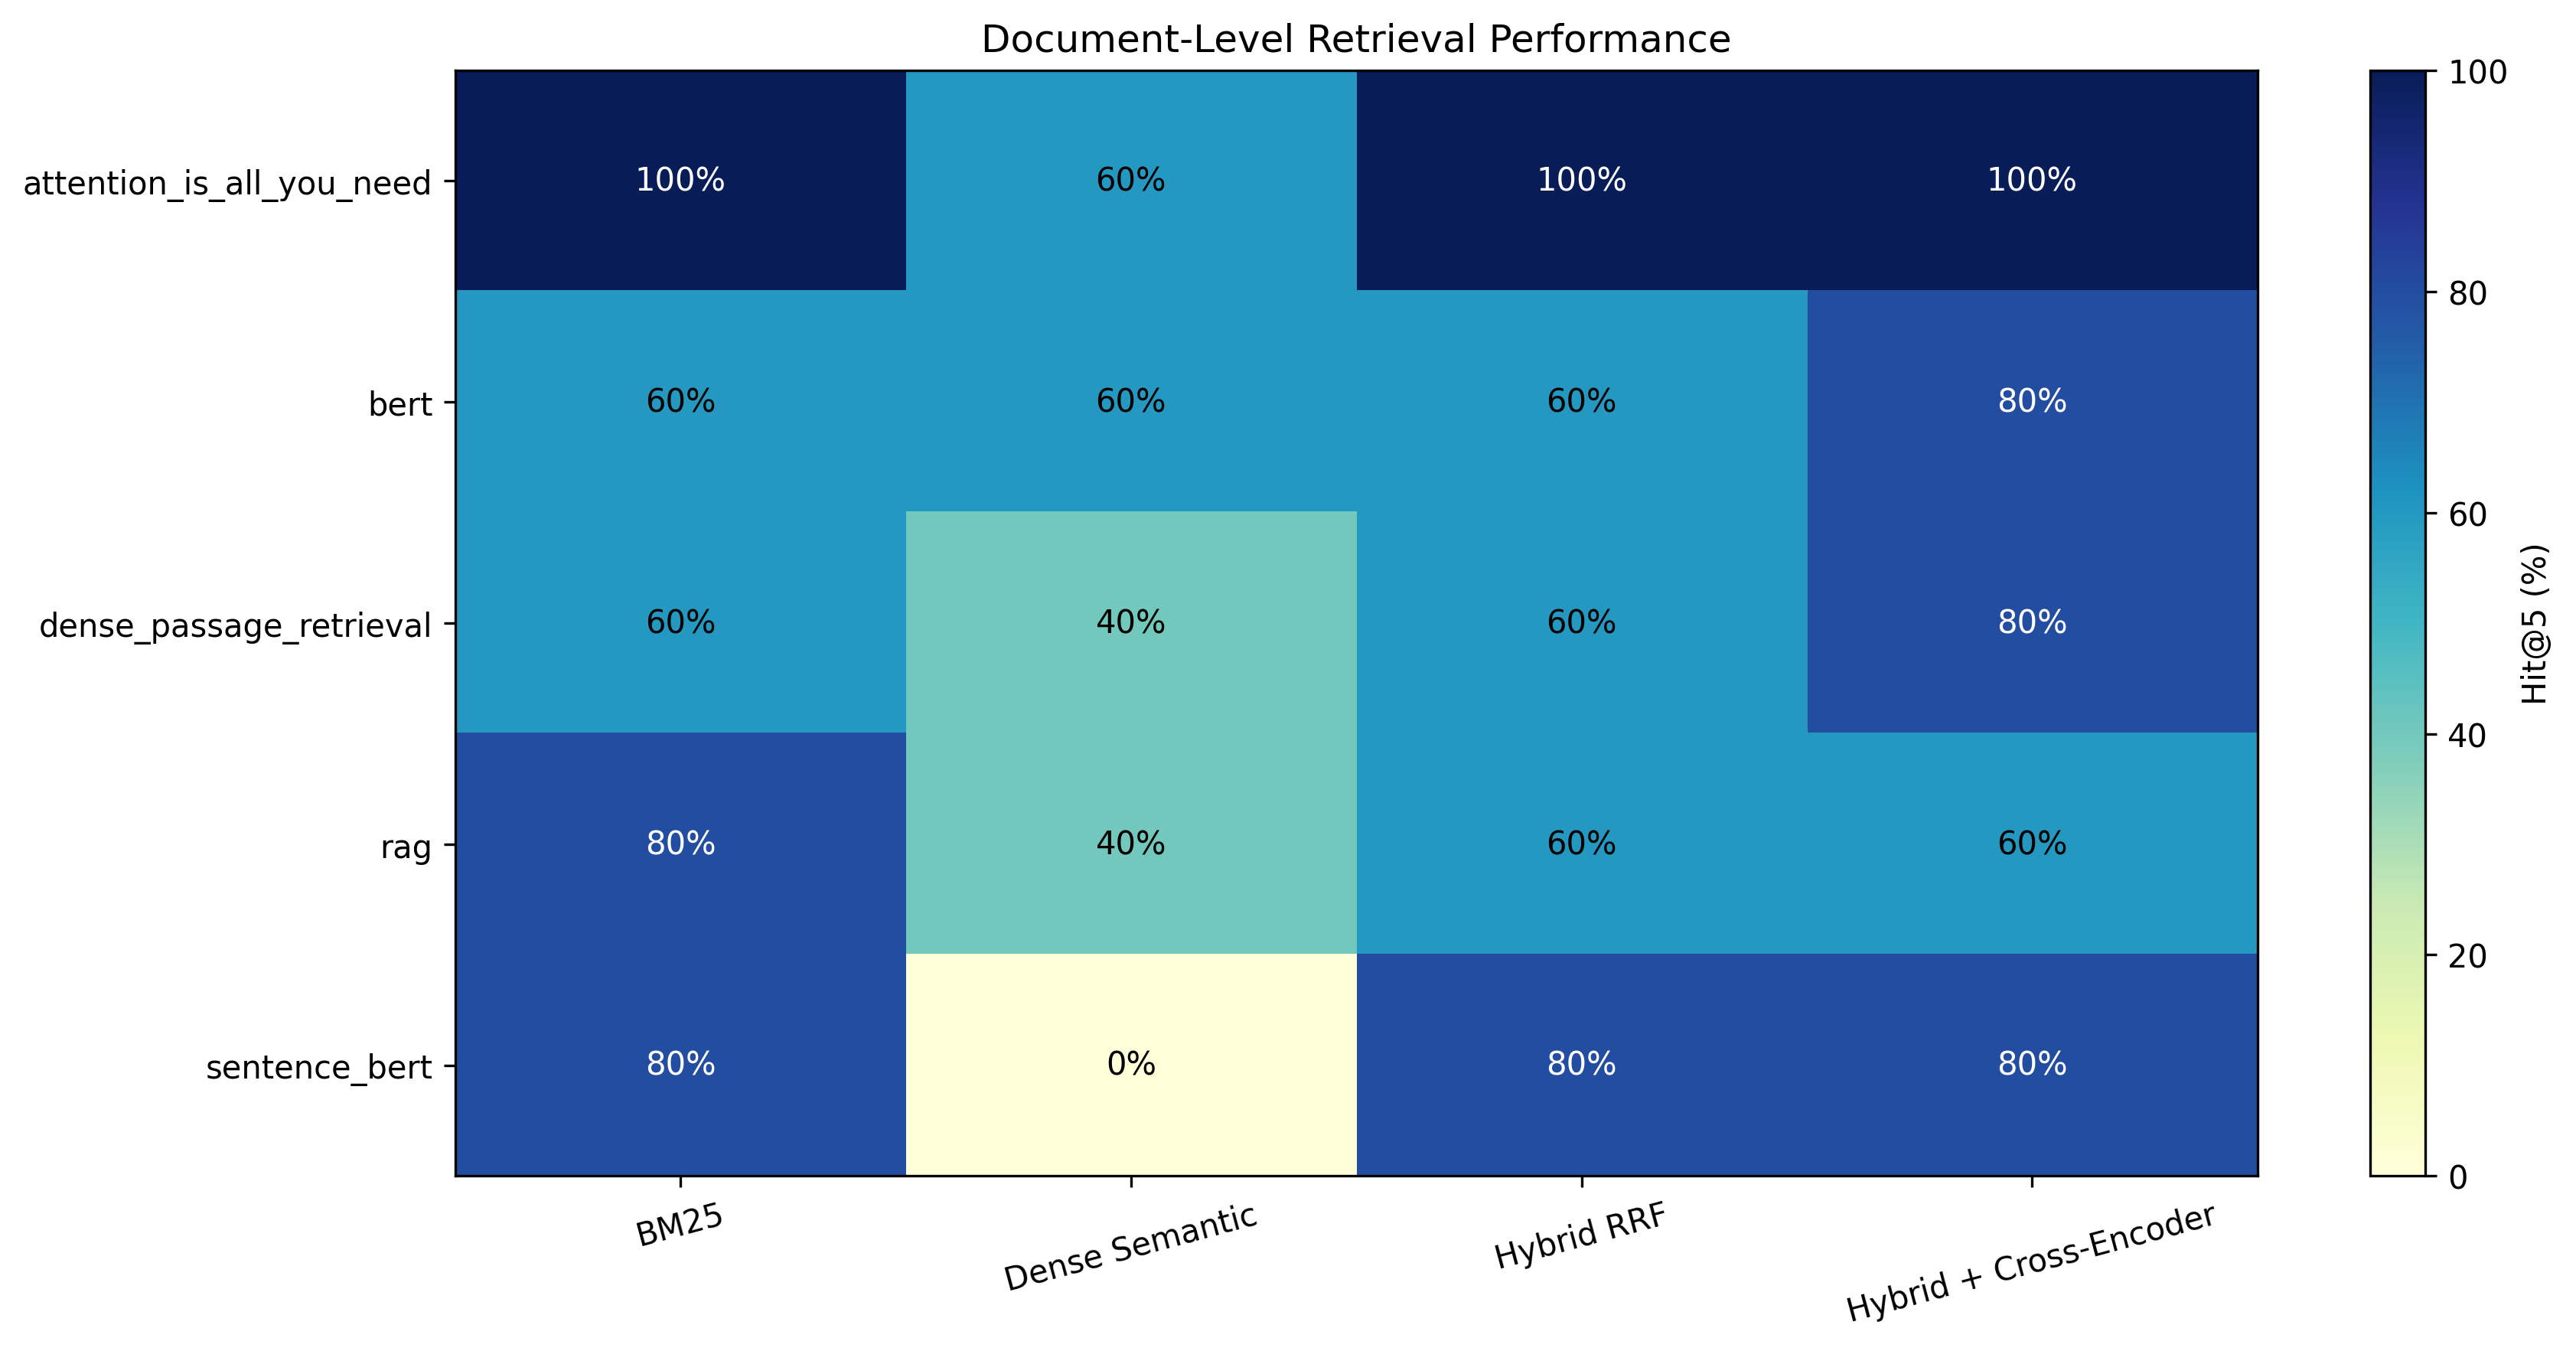 Document-Level Retrieval Performance
attention_is_all_you_need 100% 60% 100% 100%
bert 60% 60% 60% 80%
dense_passage_retrieval 60% 40% 60% 80%
rag 80% 40% 60% 60%
sentence_bert 80% 0% 80% 80%
BM25 Dense Semantic Hybrid RRF Hybrid + Cross-Encoder
100
80
60
40
20
0
Hit@5 (%)